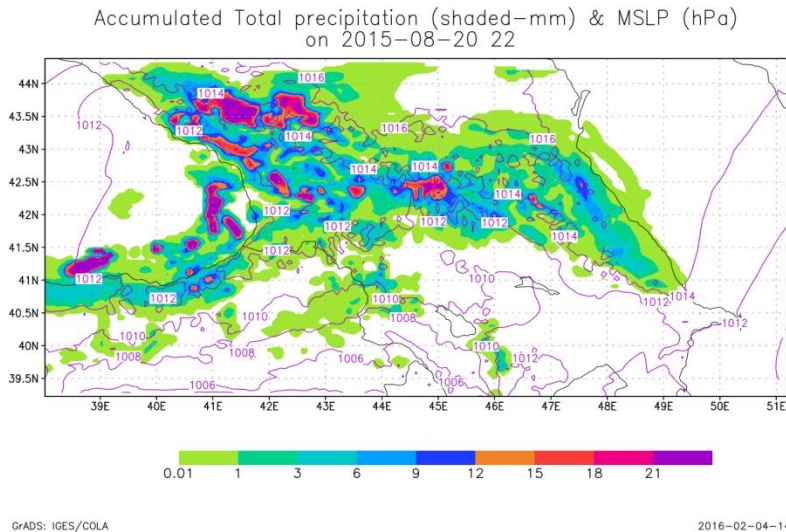 Accumulated Total precipitation (shaded-mm) & MSLP (hPa)
on 2015-08-20 22
44N
43.5N
43N
42.5N
42N
41.5N
41N
40.5N
40N
39.5N
1016
1014
1012
1012
1014
1016
1014
1014
1016
1012
1014
1014
1012
1012
1012
1014
1012
1012
1012
1010
1010
1012
1014
1010
1008
1012
1010
1008
1008
1010
1012
1006
1006
1006
39E 40E 41E 42E 43E 44E 45E 46E 47E 48E 49E 50E 51E
0.01 1 3 6 9 12 15 18 21
GrADS: IGES/COLA
2016-02-04-14